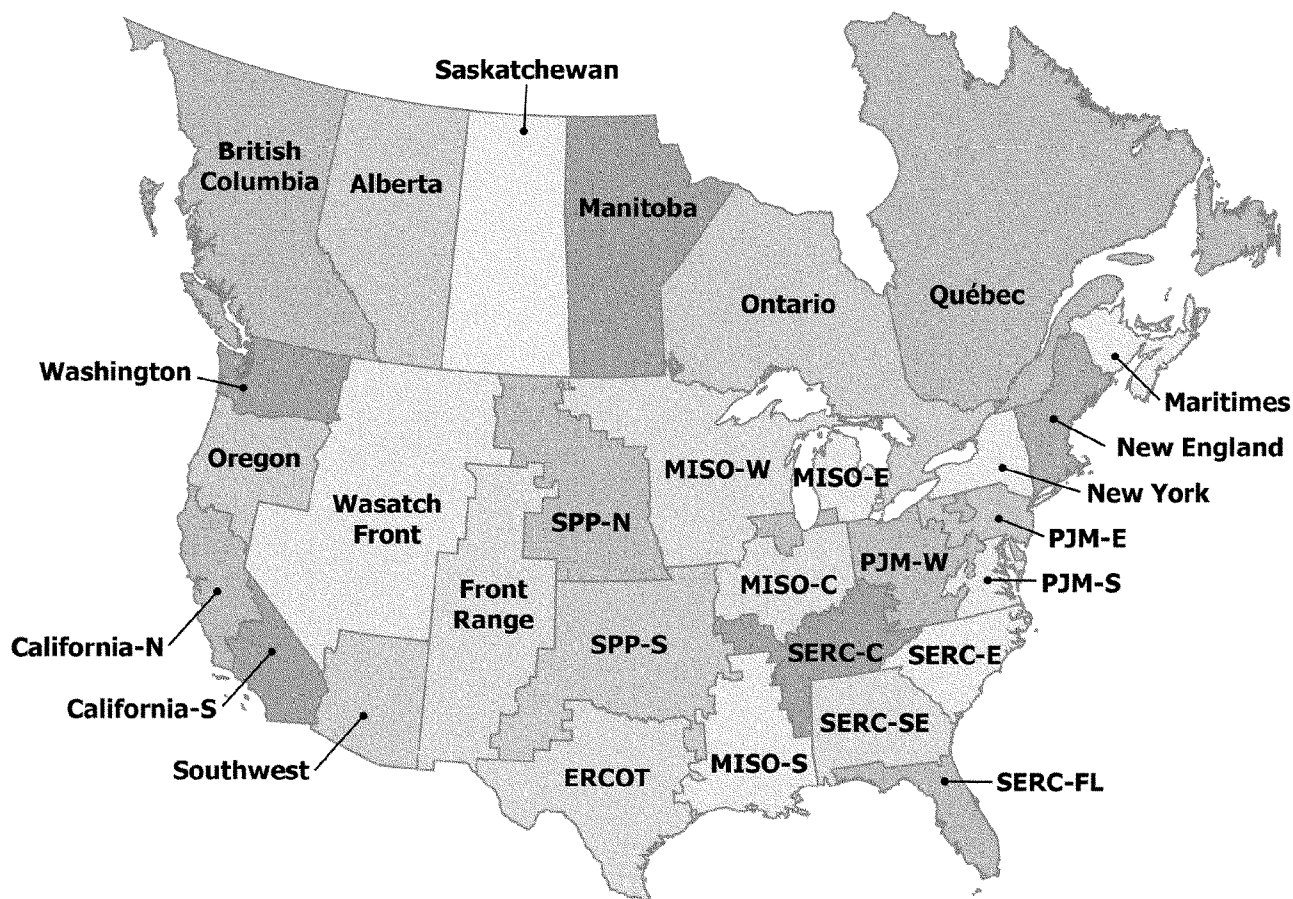 Saskatchewan
British
Columbia
Alberta
Manitoba
Ontario
Québec
Washington
Maritimes
New England
Oregon
MISO-W
MISO-E
New York
Wasatch
Front
SPP-N
PJM-E
PJM-W
PJM-S
MISO-C
Front
Range
California-N
SPP-S
SERC-C
SERC-E
California-S
SERC-SE
Southwest
ERCOT
MISO-S
SERC-FL